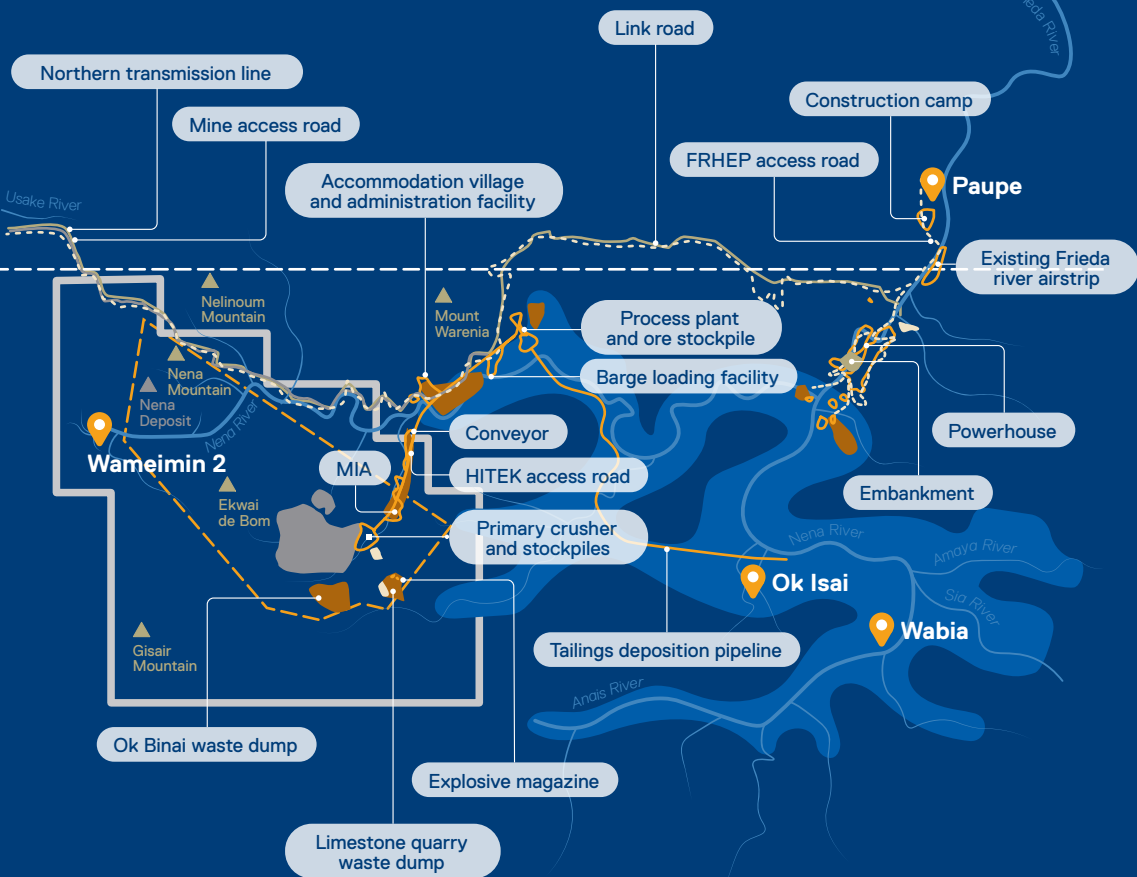 eda River
Link road
Northern transmission line
Construction camp
Mine access road
FRHEP access road
Accommodation village
and administration facility
Paupe
Usake River
Existing Frieda
river airstrip
Nelinoum
Mountain
Mount
Warenia
Process plant
and ore stockpile
Nena
Mountain
Barge loading facility
Nena
Deposit
Nena River
Conveyor
Powerhouse
Wameimin 2
MIA
HITEK access road
Embankment
Ekwai
de Bom
Primary crusher
and stockpiles
Nena River
Amaya River
Ok Isai
Sia River
Wabia
Gisair
Mountain
Tailings deposition pipeline
Anais River
Ok Binai waste dump
Explosive magazine
Limestone quarry
waste dump